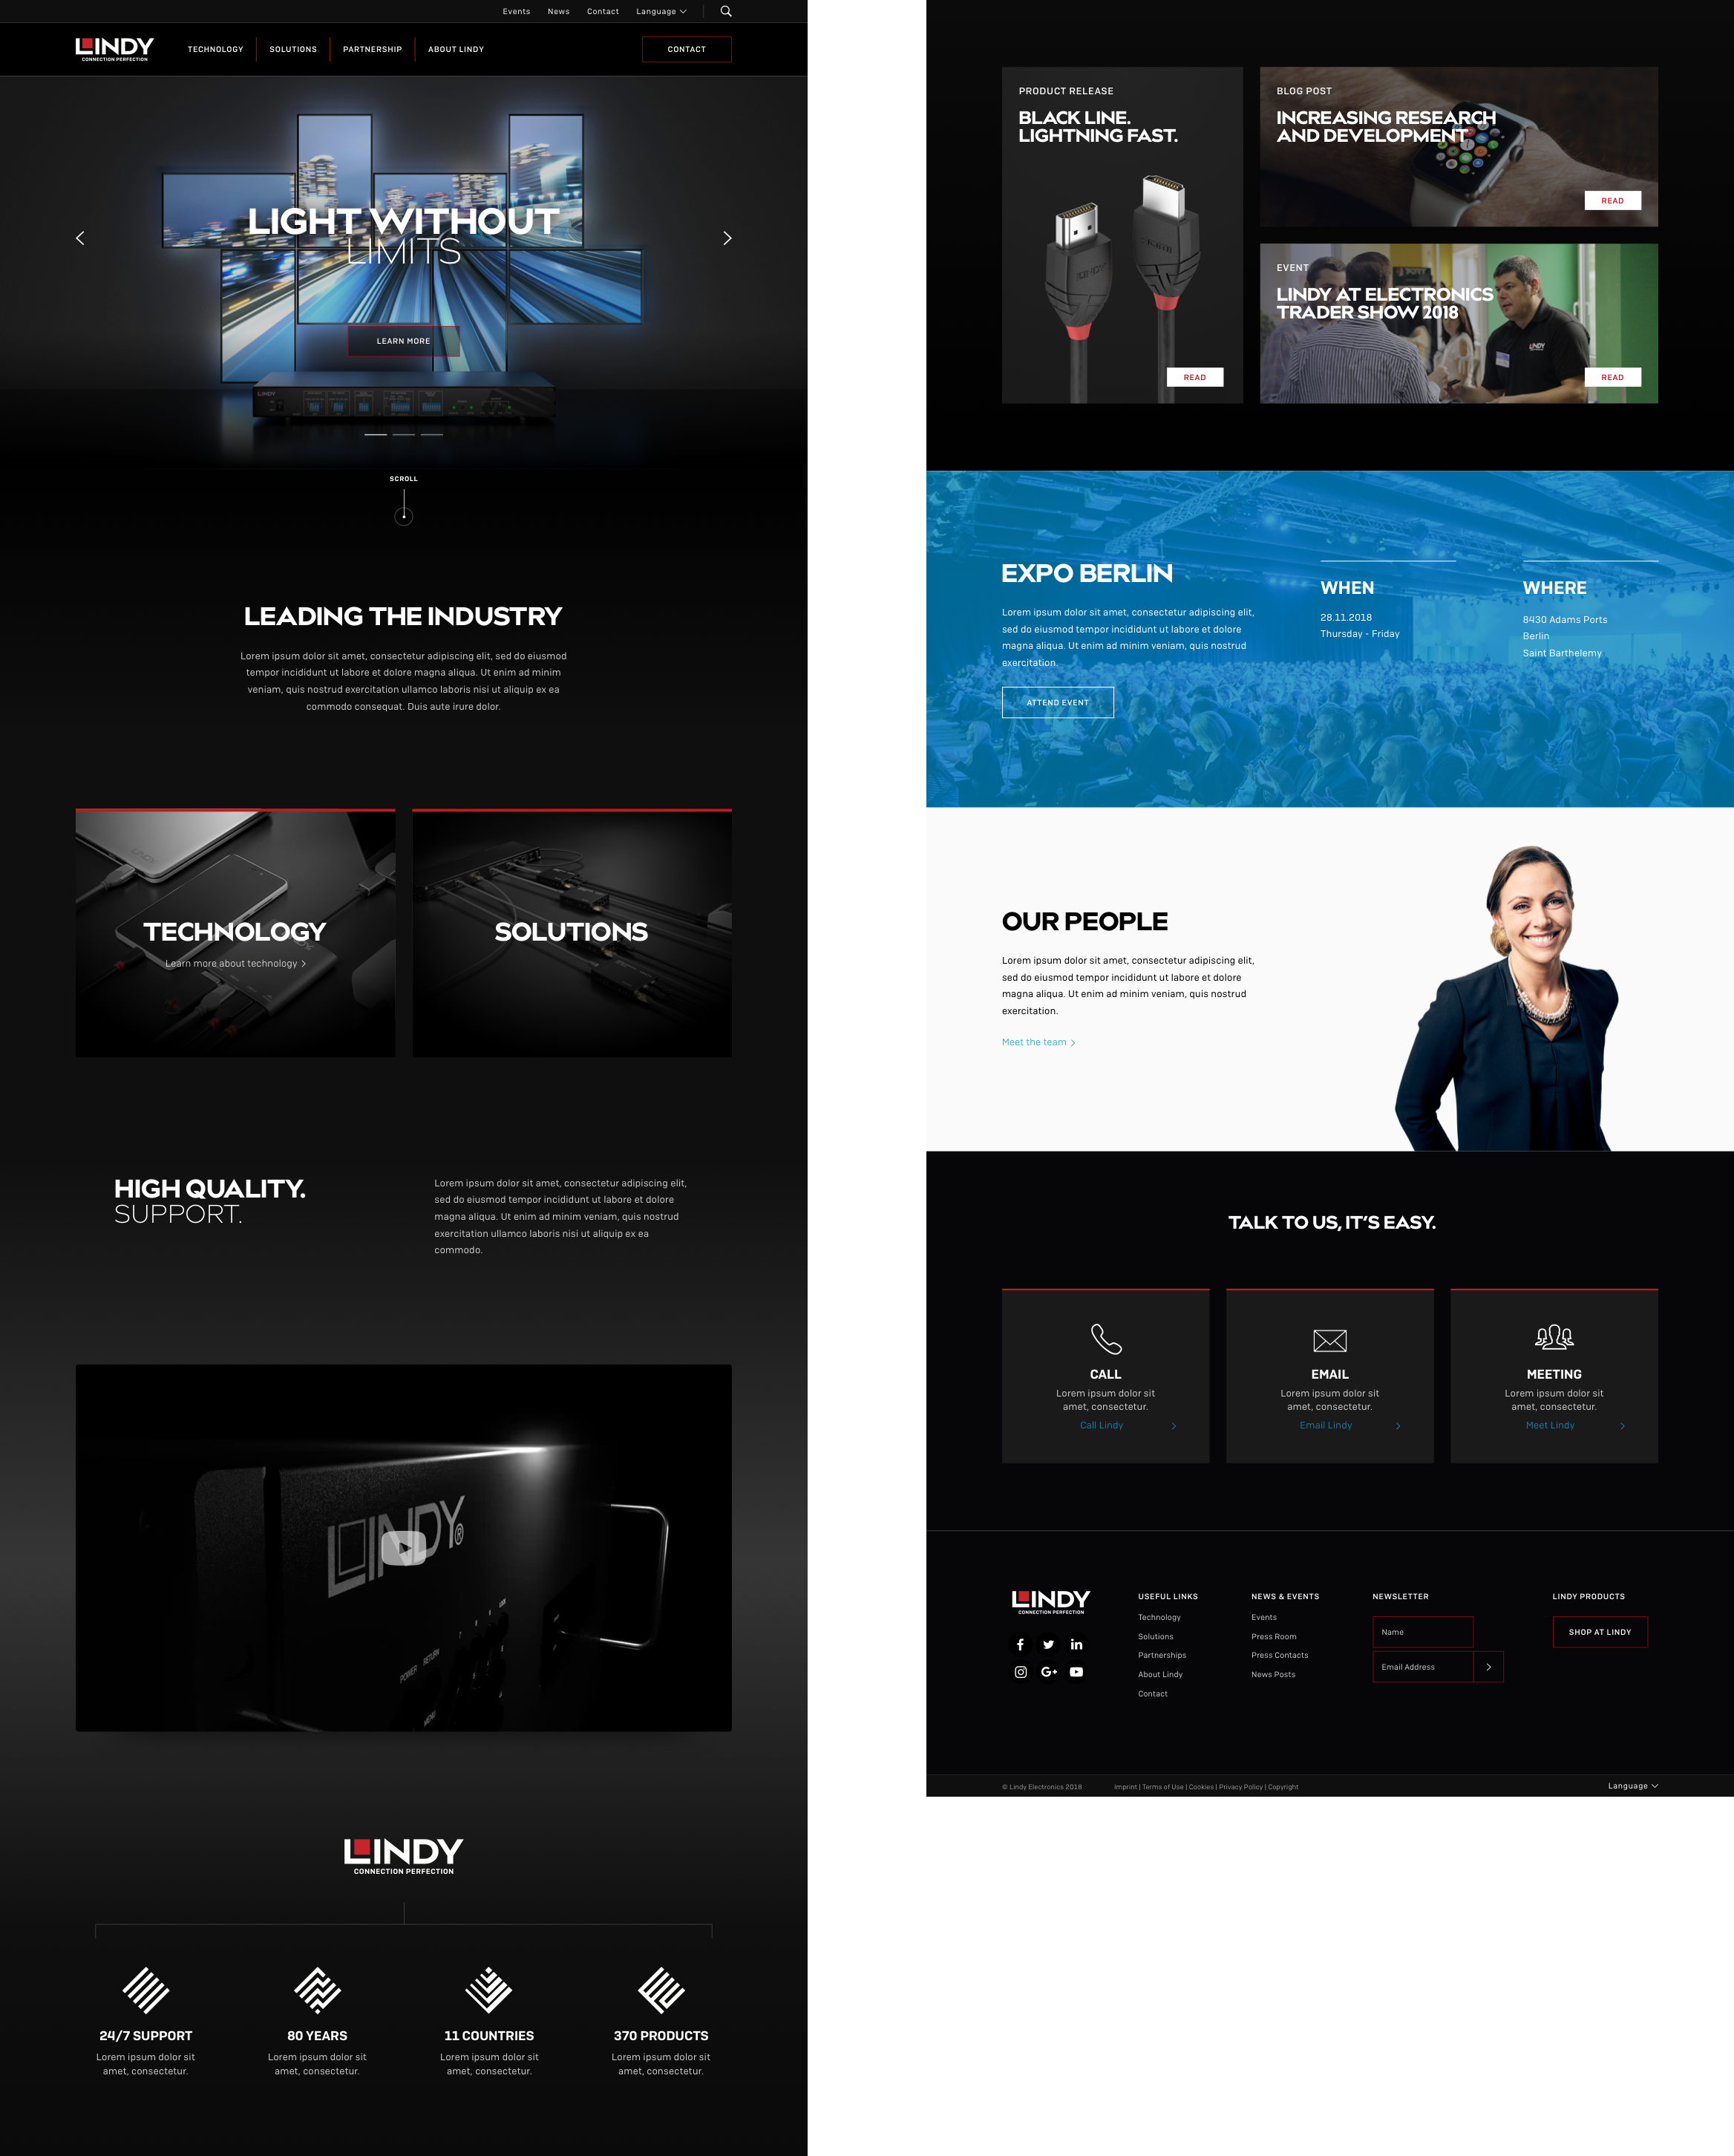 Events News Contact Language
LINDY
CONNECTION PERFECTION
TECHNOLOGY SOLUTIONS PARTNERSHIP ABOUT LINDY
CONTACT
LIGHT WITHOUT
LIMITS
LEARN MORE
LINDY
SCROLL
LEADING THE INDUSTRY
Lorem ipsum dolor sit amet, consectetur adipiscing elit, sed do eiusmod
tempor incididunt ut labore et dolore magna aliqua. Ut enim ad minim
veniam, quis nostrud exercitation ullamco laboris nisi ut aliquip ex ea
commodo consequat. Duis aute irure dolor.
LINDY
TECHNOLOGY
Learn more about technology
SOLUTIONS
HIGH QUALITY.
SUPPORT.
Lorem ipsum dolor sit amet, consectetur adipiscing elit,
sed do eiusmod tempor incididunt ut labore et dolore
magna aliqua. Ut enim ad minim veniam, quis nostrud
exercitation ullamco laboris nisi ut aliquip ex ea
commodo.
LINDY®
POWER RETURN
MENU
LINDY
CONNECTION PERFECTION
24/7 SUPPORT
Lorem ipsum dolor sit
amet, consectetur.
80 YEARS
Lorem ipsum dolor sit
amet, consectetur.
11 COUNTRIES
Lorem ipsum dolor sit
amet, consectetur.
370 PRODUCTS
Lorem ipsum dolor sit
amet, consectetur.
PRODUCT RELEASE
BLACK LINE.
LIGHTNING FAST.
LINDY
READ
BLOG POST
INCREASING RESEARCH
AND DEVELOPMENT
READ
EVENT
LINDY AT ELECTRONICS
TRADER SHOW 2018
LINDY
READ
EXPO BERLIN
Lorem ipsum dolor sit amet, consectetur adipiscing elit,
sed do eiusmod tempor incididunt ut labore et dolore
magna aliqua. Ut enim ad minim veniam, quis nostrud
exercitation.
ATTEND EVENT
WHEN
28.11.2018
Thursday - Friday
WHERE
8430 Adams Ports
Berlin
Saint Barthelemy
OUR PEOPLE
Lorem ipsum dolor sit amet, consectetur adipiscing elit,
sed do eiusmod tempor incididunt ut labore et dolore
magna aliqua. Ut enim ad minim veniam, quis nostrud
exercitation.
Meet the team
TALK TO US, IT'S EASY.
CALL
Lorem ipsum dolor sit
amet, consectetur.
Call Lindy
EMAIL
Lorem ipsum dolor sit
amet, consectetur.
Email Lindy
MEETING
Lorem ipsum dolor sit
amet, consectetur.
Meet Lindy
LINDY
CONNECTION PERFECTION
USEFUL LINKS
Technology
Solutions
Partnerships
About Lindy
Contact
NEWS & EVENTS
Events
Press Room
Press Contacts
News Posts
NEWSLETTER
Name
Email Address
LINDY PRODUCTS
SHOP AT LINDY
© Lindy Electronics 2018
Imprint | Terms of Use | Cookies | Privacy Policy | Copyright
Language